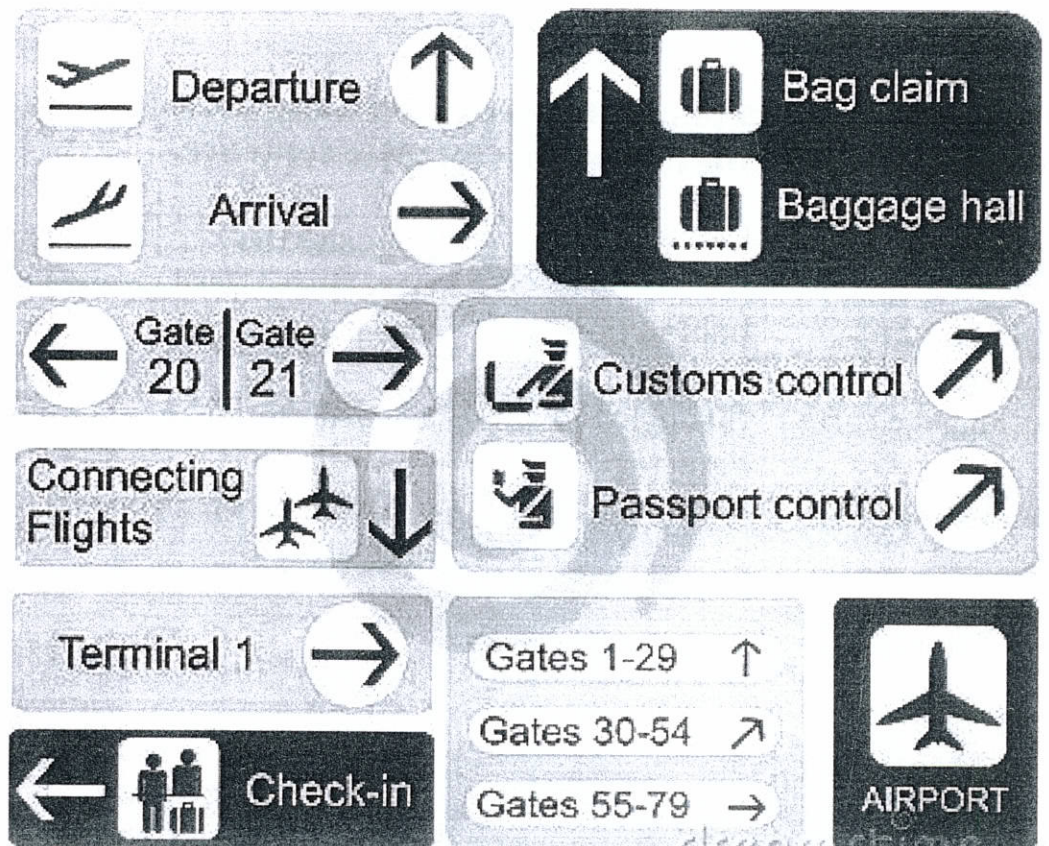 Departure
Arrival
Bag claim
Baggage hall
Gate
20
Gate
21
Customs control
Passport control
Connecting
Flights
Terminal 1
Check-in
Gates 1-29
Gates 30-54
Gates 55-79
AIRPORT